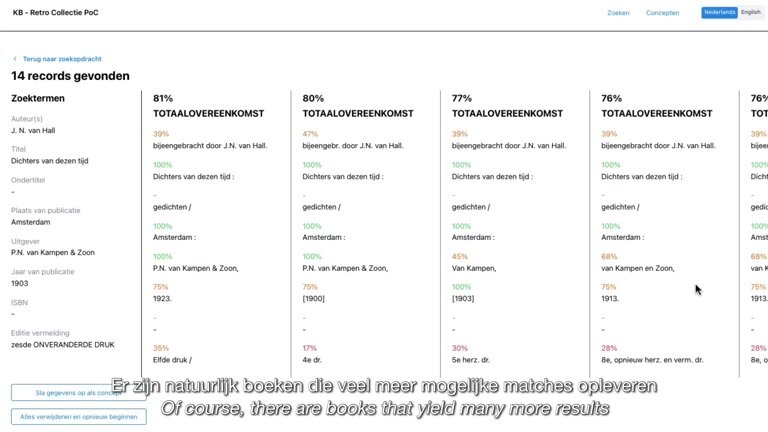 KB - Retro Collectie PoC
Zoeken
Concepten
Nederlands
English
Terug naar zoekopdracht
14 records gevonden
Zoektermen
Auteur(s)
J. N. van Hall
Titel
Dichters van dezen tijd
Ondertitel
-
Plaats van publicatie
Amsterdam
Uitgever
P.N. van Kampen & Zoon
Jaar van publicatie
1903
ISBN
-
Editie vermelding
zesde ONVERANDERDE DRUK
Sla gegevens op als concept
Alles verwijderen en opnieuw beginnen
81%
TOTAALOVEREENKOMST
39%
bijeengebracht door J.N. van Hall.
100%
Dichters van dezen tijd :
-
gedichten /
100%
Amsterdam :
100%
P.N. van Kampen & Zoon,
75%
1923.
-
-
35%
Elfde druk /
80%
TOTAALOVEREENKOMST
47%
bijeengebr. door J.N. van Hall.
100%
Dichters van dezen tijd :
-
gedichten /
100%
Amsterdam :
100%
P.N. van Kampen & Zoon,
75%
[1900]
-
-
17%
4e dr.
77%
TOTAALOVEREENKOMST
39%
bijeengebracht door J.N. van Hall.
100%
Dichters van dezen tijd :
-
gedichten /
100%
Amsterdam :
45%
Van Kampen,
100%
[1903]
-
-
30%
5e herz. dr.
76%
TOTAALOVEREENKOMST
39%
bijeengebracht door J.N. van Hall.
100%
Dichters van dezen tijd :
-
gedichten /
100%
Amsterdam :
68%
van Kampen en Zoon,
75%
1913.
-
-
28%
8e, opnieuw herz. en verm. dr.
76%
39%
100%
-
100%
68%
75%
1913.
-
-
28%
8e, o
Er zijn natuurlijk boeken die veel meer mogelijke matches opleveren
Of course, there are books that yield many more results